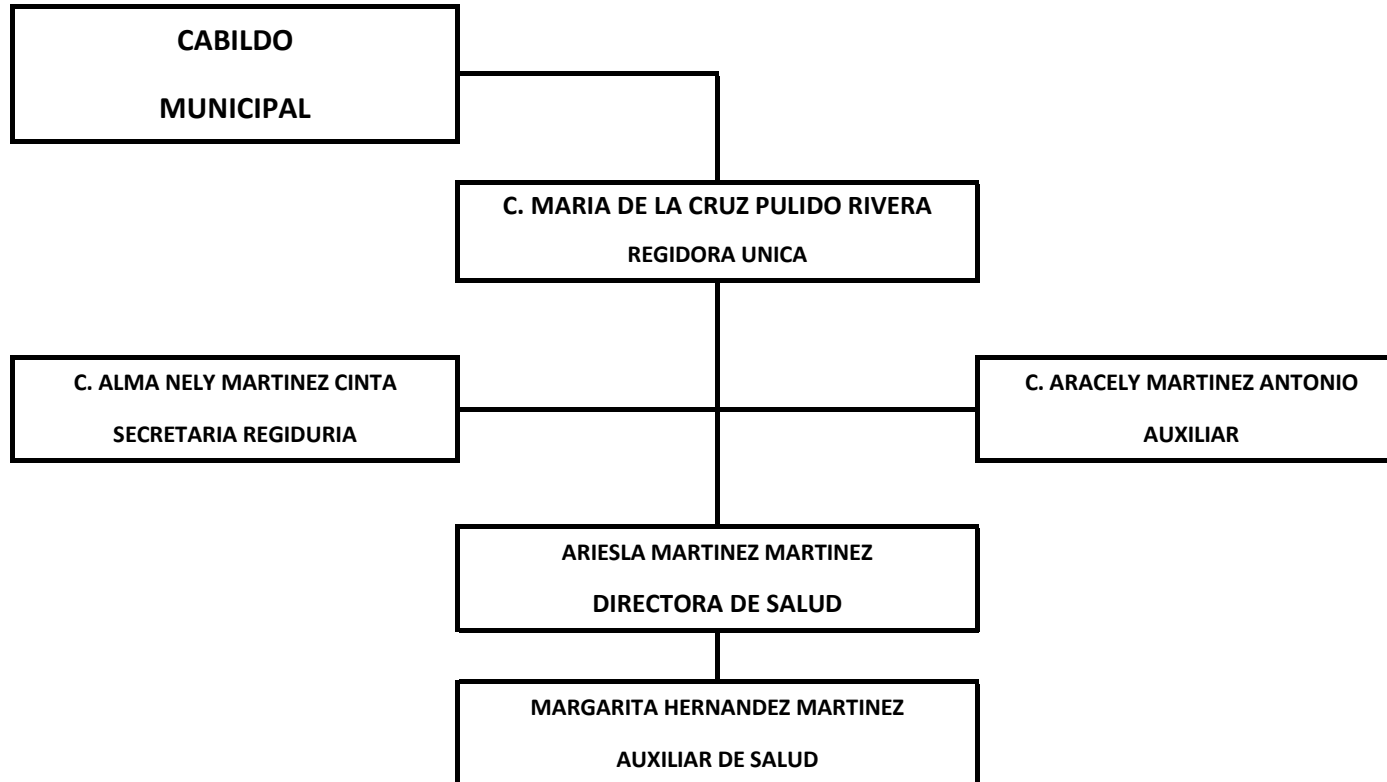 CABILDO
MUNICIPAL
C. MARIA DE LA CRUZ PULIDO RIVERA
REGIDORA UNICA
C. ALMA NELY MARTINEZ CINTA
SECRETARIA REGIDURIA
C. ARACELY MARTINEZ ANTONIO
AUXILIAR
ARIESLA MARTINEZ MARTINEZ
DIRECTORA DE SALUD
MARGARITA HERNANDEZ MARTINEZ
AUXILIAR DE SALUD